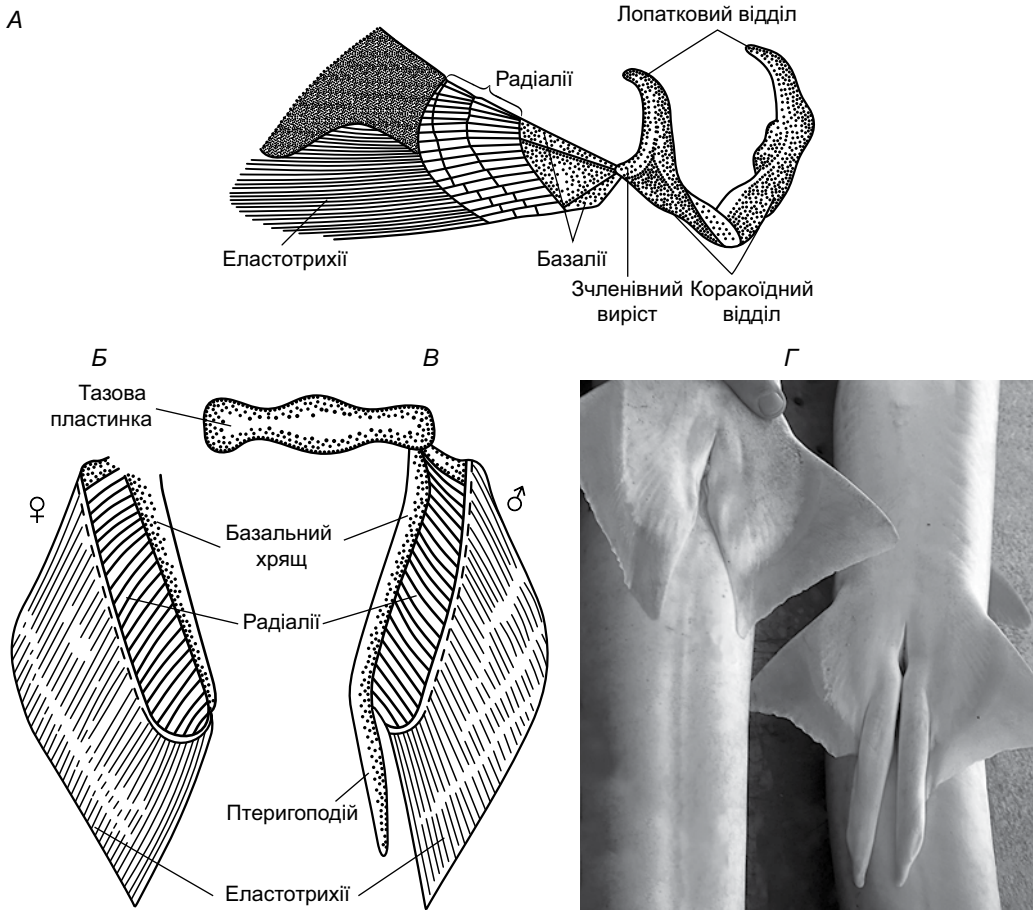 А
Лопатковий відділ
Радіалії
Еластотрихії
Базалії
Зчленівний
виріст
Коракоїдний
відділ
Б
В
Г
Тазова
пластинка
♀
♂
Базальний
хрящ
Радіалії
Птеригоподій
Еластотрихії